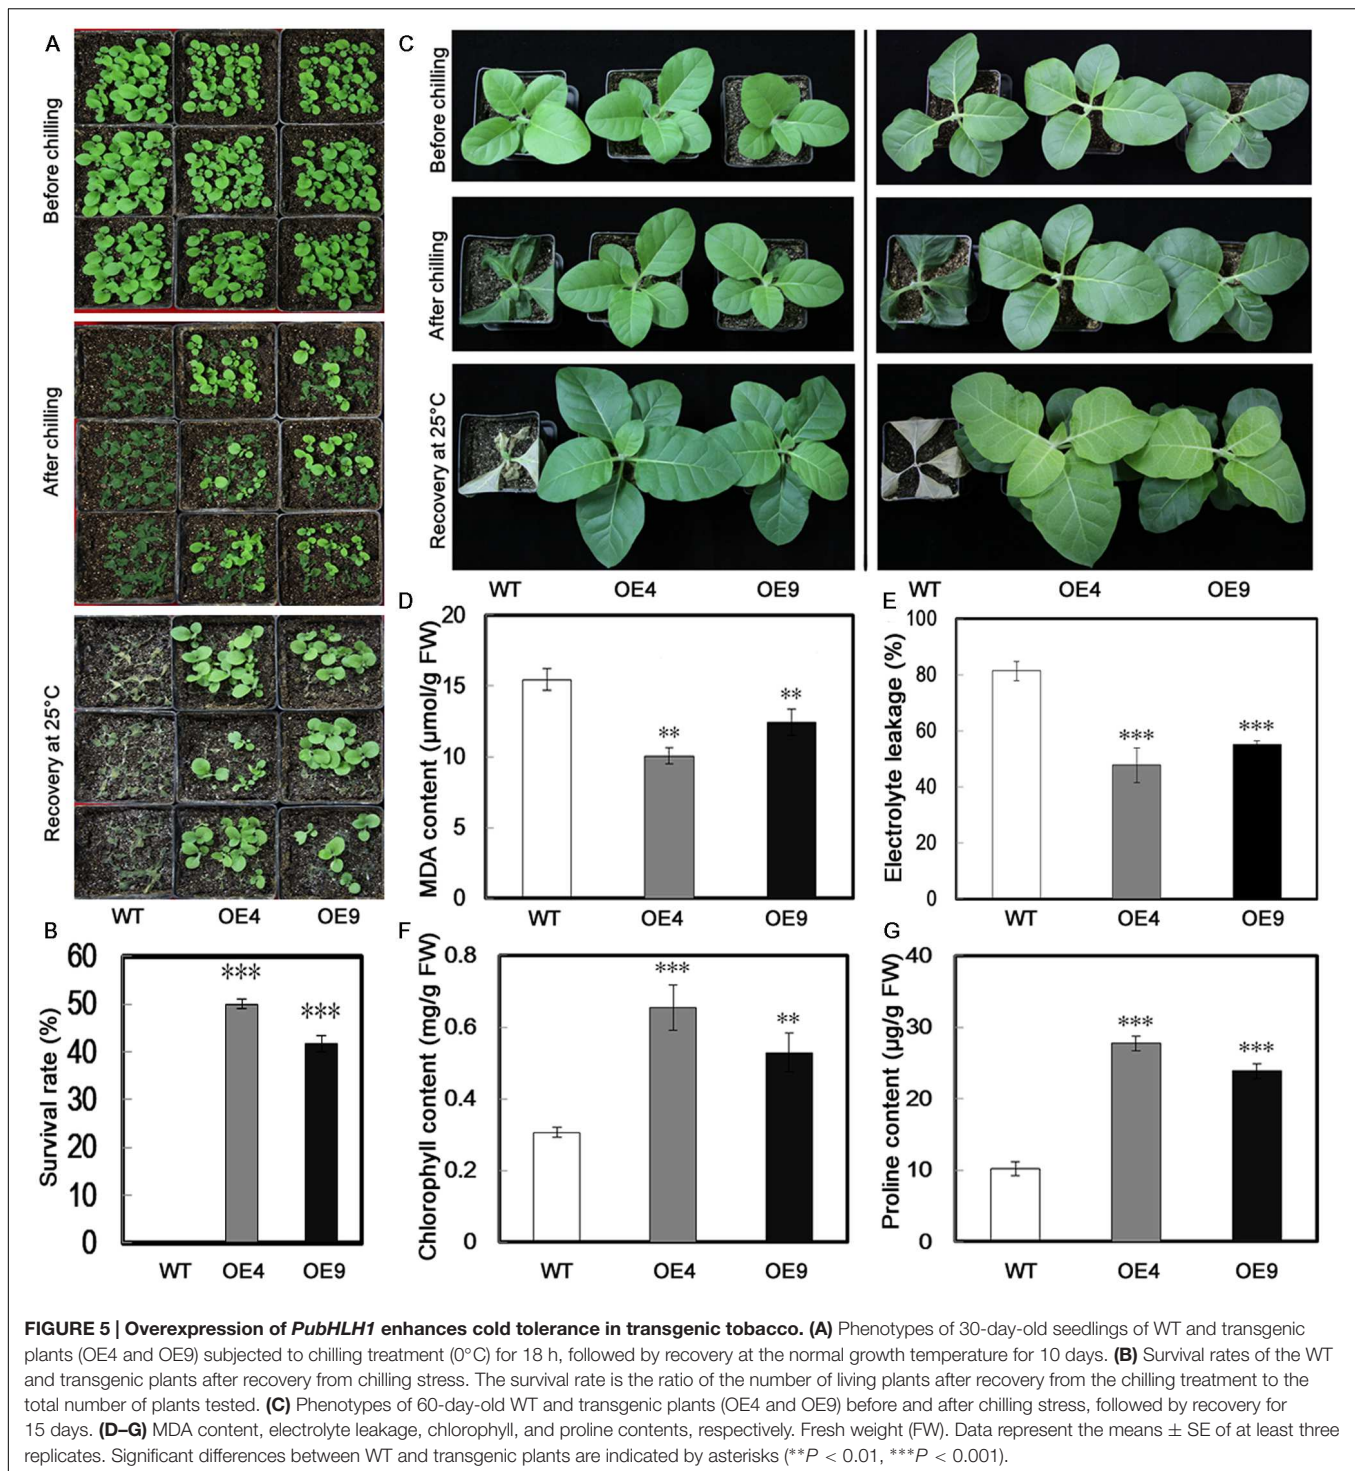 A
Before chilling
After chilling
Recovery at 25°C
WT OE4 OE9
B
60
50
40
30
20
10
0
Survival rate (%)
***
***
WT OE4 OE9
C
Before chilling
After chilling
Recovery at 25°C
WT OE4 OE9 WT OE4 OE9
D
20
15
10
5
0
MDA content (µmol/g FW)
**
**
WT OE4 OE9
E
100
80
60
40
20
0
Electrolyte leakage (%)
***
***
WT OE4 OE9
F
0.8
0.6
0.4
0.2
0
Chlorophyll content (mg/g FW)
***
**
WT OE4 OE9
G
40
30
20
10
0
Proline content (µg/g FW)
***
***
WT OE4 OE9
FIGURE 5 | Overexpression of PubHLH1 enhances cold tolerance in transgenic tobacco. (A) Phenotypes of 30-day-old seedlings of WT and transgenic
plants (OE4 and OE9) subjected to chilling treatment (0°C) for 18 h, followed by recovery at the normal growth temperature for 10 days. (B) Survival rates of the WT
and transgenic plants after recovery from chilling stress. The survival rate is the ratio of the number of living plants after recovery from the chilling treatment to the
total number of plants tested. (C) Phenotypes of 60-day-old WT and transgenic plants (OE4 and OE9) before and after chilling stress, followed by recovery for
15 days. (D–G) MDA content, electrolyte leakage, chlorophyll, and proline contents, respectively. Fresh weight (FW). Data represent the means ± SE of at least three
replicates. Significant differences between WT and transgenic plants are indicated by asterisks (**P < 0.01, ***P < 0.001).